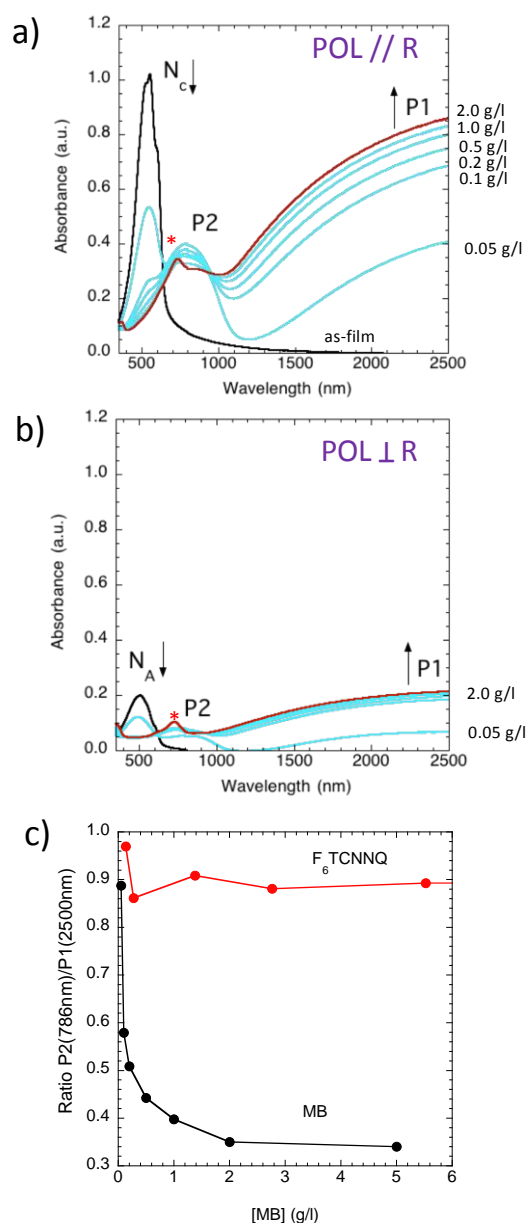 a)
POL // R
1.2
1.0
0.8
0.6
0.4
0.2
0.0
Absorbance (a.u.)
Nc
P1
*
P2
as-film
2.0 g/l
1.0 g/l
0.5 g/l
0.2 g/l
0.1 g/l
0.05 g/l
500 1000 1500 2000 2500
Wavelength (nm)
b)
POL ⊥ R
1.2
1.0
0.8
0.6
0.4
0.2
0.0
Absorbance (a.u.)
NA
*
P2
P1
2.0 g/l
0.05 g/l
500 1000 1500 2000 2500
Wavelength (nm)
c)
1.0
0.9
0.8
0.7
0.6
0.5
0.4
0.3
Ratio P2(786nm)/P1(2500nm)
F6TCNNQ
MB
0 1 2 3 4 5 6
[MB] (g/l)